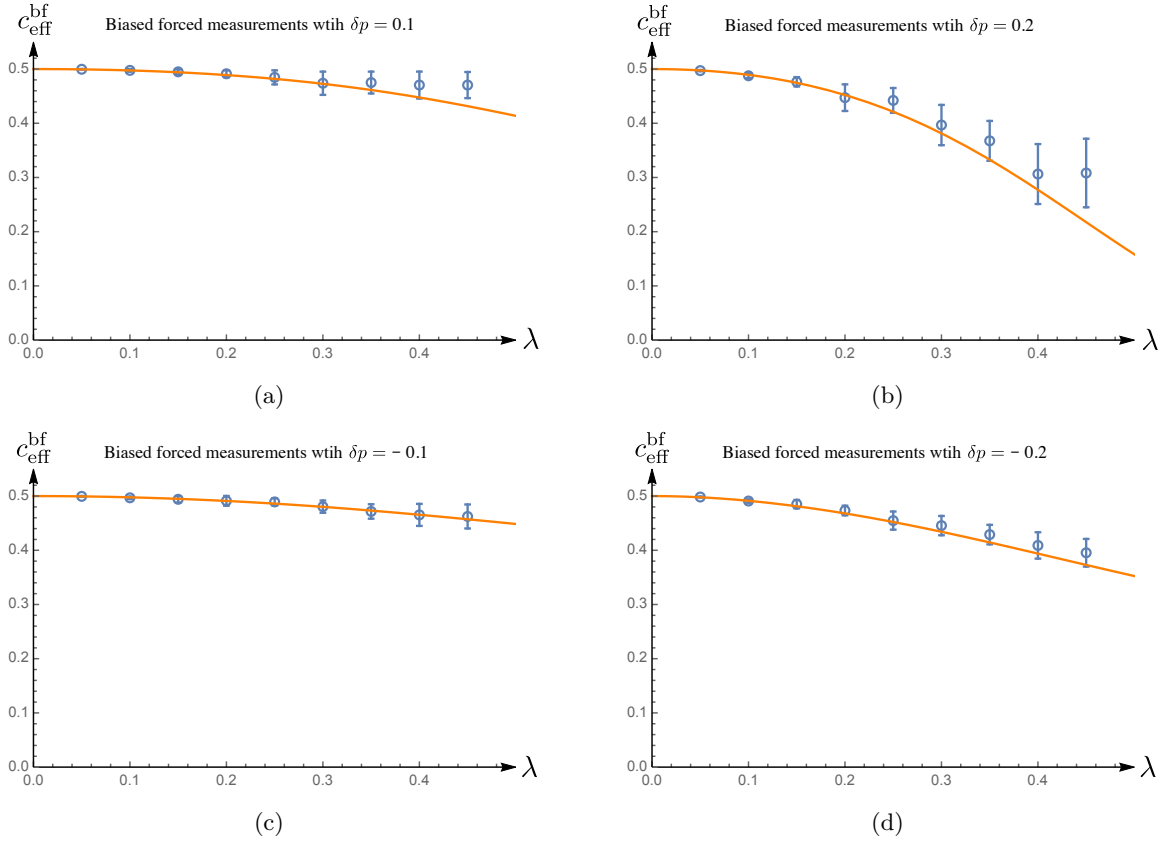 c_eff^bf
Biased forced measurements wtih δp = 0.1
0.5
0.4
0.3
0.2
0.1
0.0
0.0 0.1 0.2 0.3 0.4
λ
(a)
c_eff^bf
Biased forced measurements wtih δp = 0.2
0.5
0.4
0.3
0.2
0.1
0.0
0.0 0.1 0.2 0.3 0.4
λ
(b)
c_eff^bf
Biased forced measurements wtih δp = − 0.1
0.5
0.4
0.3
0.2
0.1
0.0
0.0 0.1 0.2 0.3 0.4
λ
(c)
c_eff^bf
Biased forced measurements wtih δp = − 0.2
0.5
0.4
0.3
0.2
0.1
0.0
0.0 0.1 0.2 0.3 0.4
λ
(d)